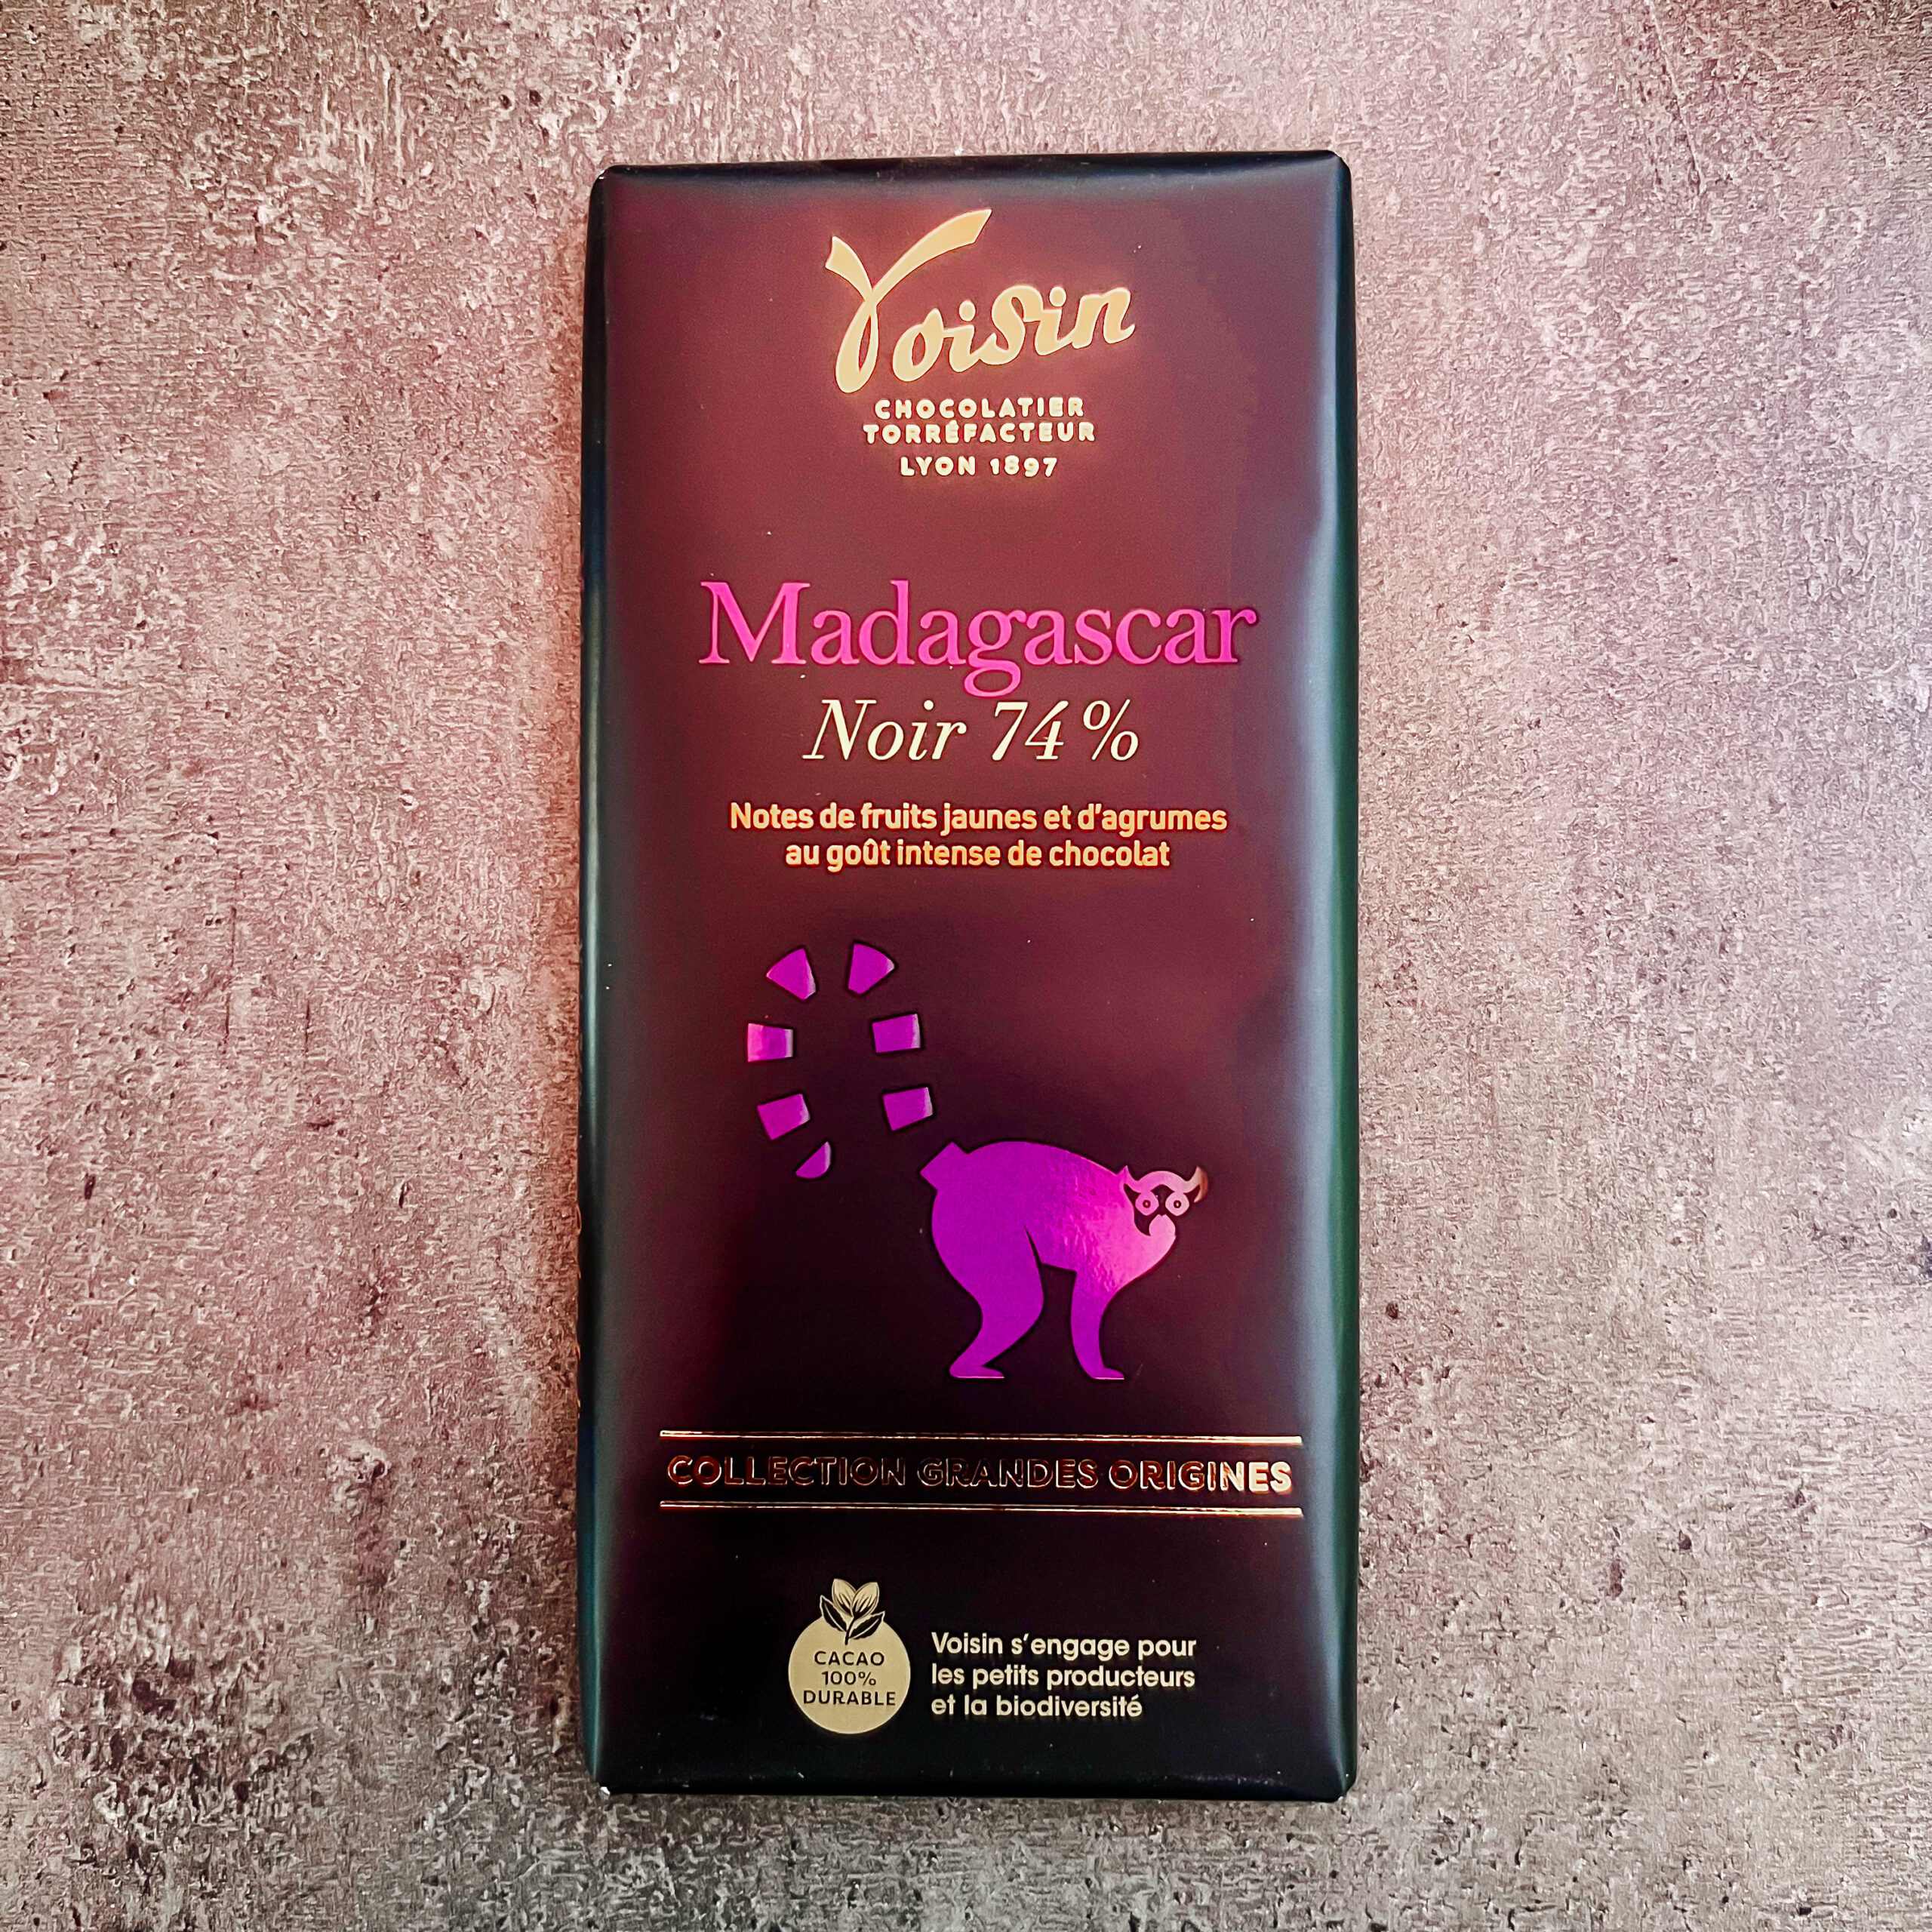 Voisin
CHOCOLATIER
TORRÉFACTEUR
LYON 1897
Madagascar
Noir 74%
Notes de fruits jaunes et d'agrumes
au goût intense de chocolat
COLLECTION GRANDES ORIGINES
CACAO
100%
DURABLE
Voisin s'engage pour
les petits producteurs
et la biodiversité